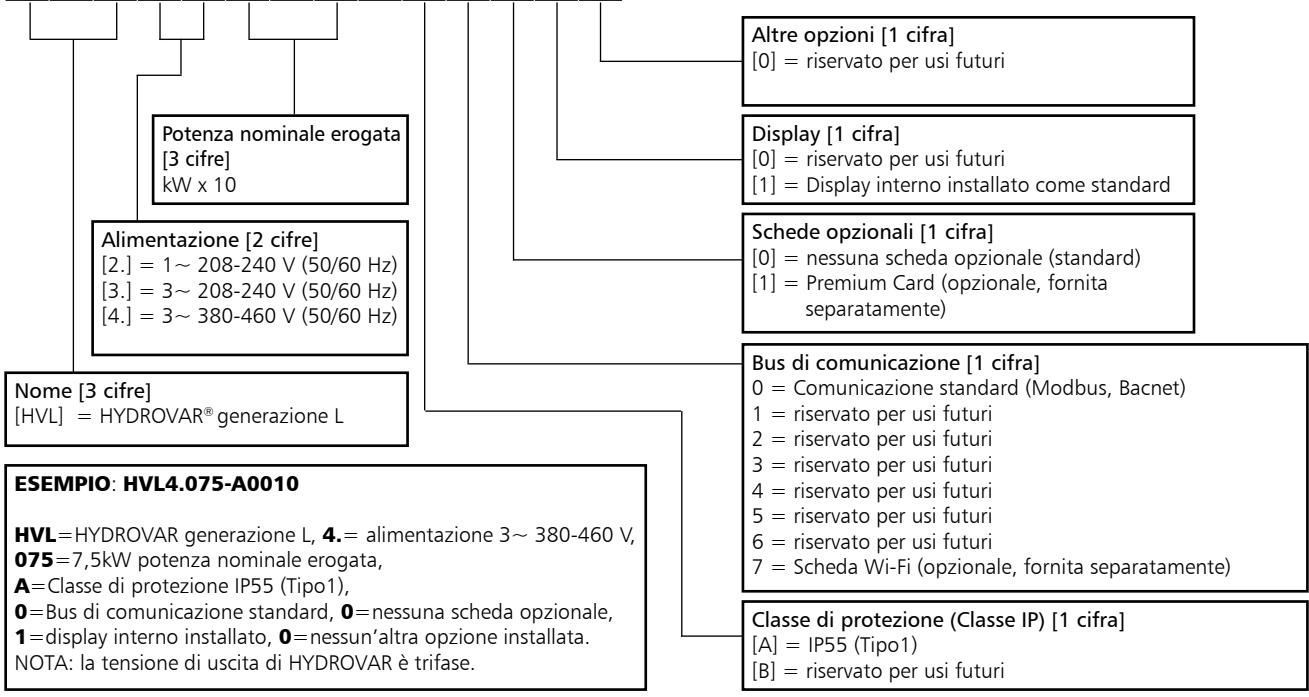 Altre opzioni [1 cifra]
[0] = riservato per usi futuri
Potenza nominale erogata
[3 cifre]
kW x 10
Display [1 cifra]
[0] = riservato per usi futuri
[1] = Display interno installato come standard
Alimentazione [2 cifre]
[2.] = 1~ 208-240 V (50/60 Hz)
[3.] = 3~ 208-240 V (50/60 Hz)
[4.] = 3~ 380-460 V (50/60 Hz)
Schede opzionali [1 cifra]
[0] = nessuna scheda opzionale (standard)
[1] = Premium Card (opzionale, fornita
separatamente)
Nome [3 cifre]
[HVL] = HYDROVAR® generazione L
Bus di comunicazione [1 cifra]
0 = Comunicazione standard (Modbus, Bacnet)
1 = riservato per usi futuri
2 = riservato per usi futuri
3 = riservato per usi futuri
4 = riservato per usi futuri
5 = riservato per usi futuri
6 = riservato per usi futuri
7 = Scheda Wi-Fi (opzionale, fornita separatamente)
ESEMPIO: HVL4.075-A0010
HVL=HYDROVAR generazione L, 4.= alimentazione 3~ 380-460 V,
075=7,5kW potenza nominale erogata,
A=Classe di protezione IP55 (Tipo1),
0=Bus di comunicazione standard, 0=nessuna scheda opzionale,
1=display interno installato, 0=nessun'altra opzione installata.
NOTA: la tensione di uscita di HYDROVAR è trifase.
Classe di protezione (Classe IP) [1 cifra]
[A] = IP55 (Tipo1)
[B] = riservato per usi futuri